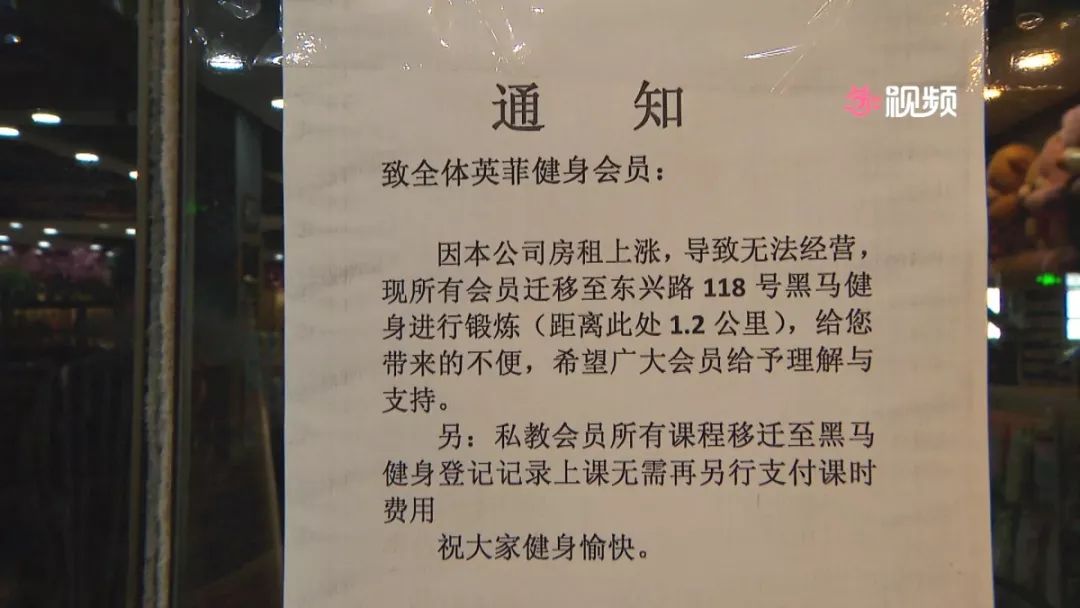 视频
通 知
致全体英菲健身会员：
因本公司房租上涨，导致无法经营，
现所有会员迁移至东兴路 118 号黑马健
身进行锻炼（距离此处 1.2 公里），给您
带来的不便，希望广大会员给予理解与
支持。
另：私教会员所有课程移迁至黑马
健身登记记录上课无需再另行支付课时
费用
祝大家健身愉快。